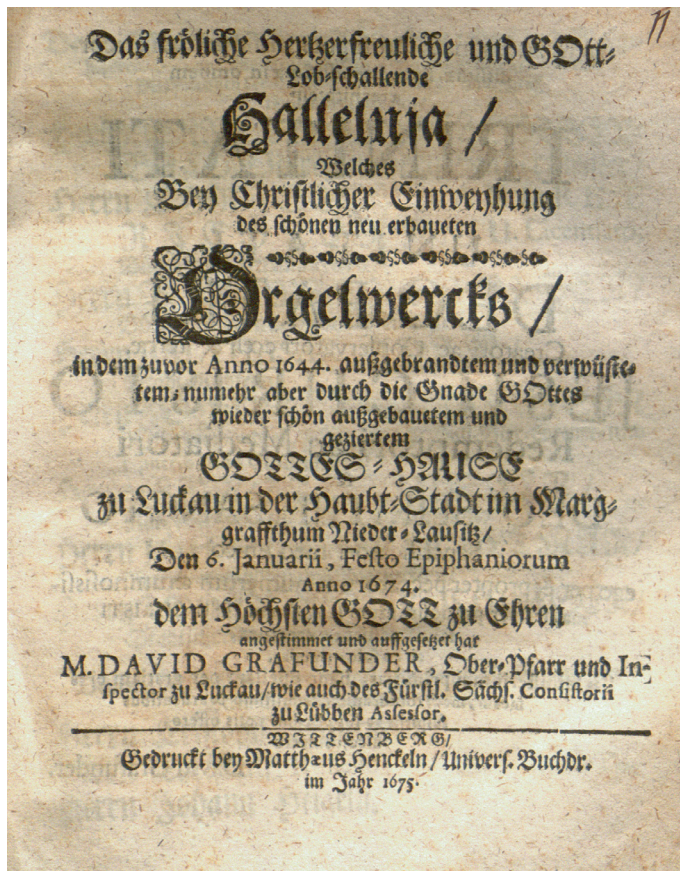 11
Das fröliche Hertzerfreuliche und GOtt-
Lob-schallende
Halleluja /
Welches
Bey Christlicher Einweyhung
des schönen neu erbaueten
Orgelwercks /
in dem zuvor Anno 1644. außgebrandtem und verwüste-
tem, numehr aber durch die Gnade GOttes
wieder schön außgebauetem und
geziertem
GOTTES-HAUSE
zu Luckau in der Haubt-Stadt im Marg-
graffthum Nieder-Lausitz /
Den 6. Januarii, Festo Epiphaniorum
Anno 1674.
dem Höchsten GOTT zu Ehren
angestimmet und auffgesetzet hat
M. DAVID GRAFUNDER, Ober-Pfarr und In-
spector zu Luckau / wie auch des Fürstl. Sächs. Consistorii
zu Lübben Assessor.
WITTENBERG /
Gedruckt bey Matthæus Henckeln / Univers. Buchdr.
im Jahr 1675.